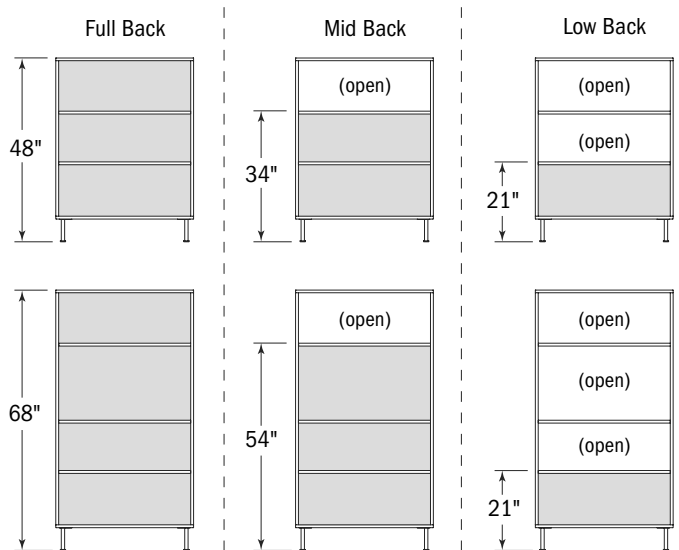 Full Back
Mid Back
Low Back
(open)
(open)
48"
(open)
34"
21"
(open)
(open)
(open)
68"
54"
(open)
21"